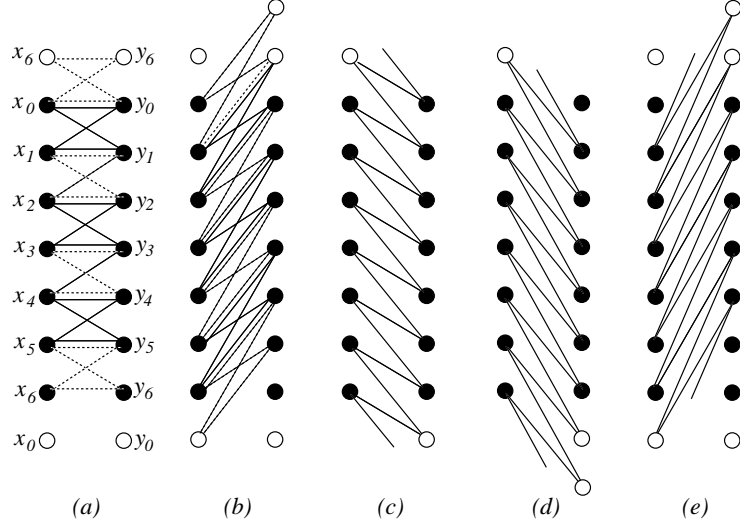 x6 y6
x0 y0
x1 y1
x2 y2
x3 y3
x4 y4
x5 y5
x6 y6
x0 y0
(a) (b) (c) (d) (e)